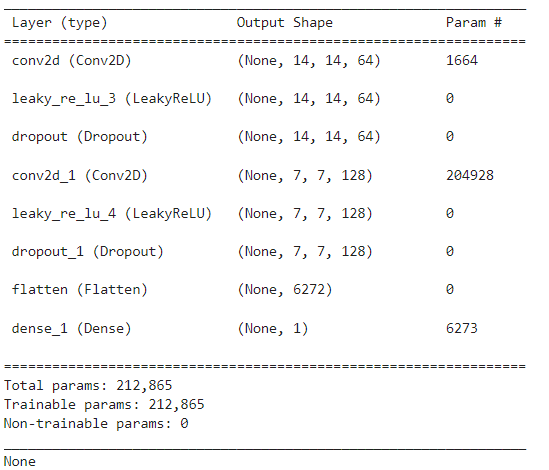 Layer (type) Output Shape Param #
conv2d (Conv2D) (None, 14, 14, 64) 1664
leaky_re_lu_3 (LeakyReLU) (None, 14, 14, 64) 0
dropout (Dropout) (None, 14, 14, 64) 0
conv2d_1 (Conv2D) (None, 7, 7, 128) 204928
leaky_re_lu_4 (LeakyReLU) (None, 7, 7, 128) 0
dropout_1 (Dropout) (None, 7, 7, 128) 0
flatten (Flatten) (None, 6272) 0
dense_1 (Dense) (None, 1) 6273
Total params: 212,865
Trainable params: 212,865
Non-trainable params: 0
None